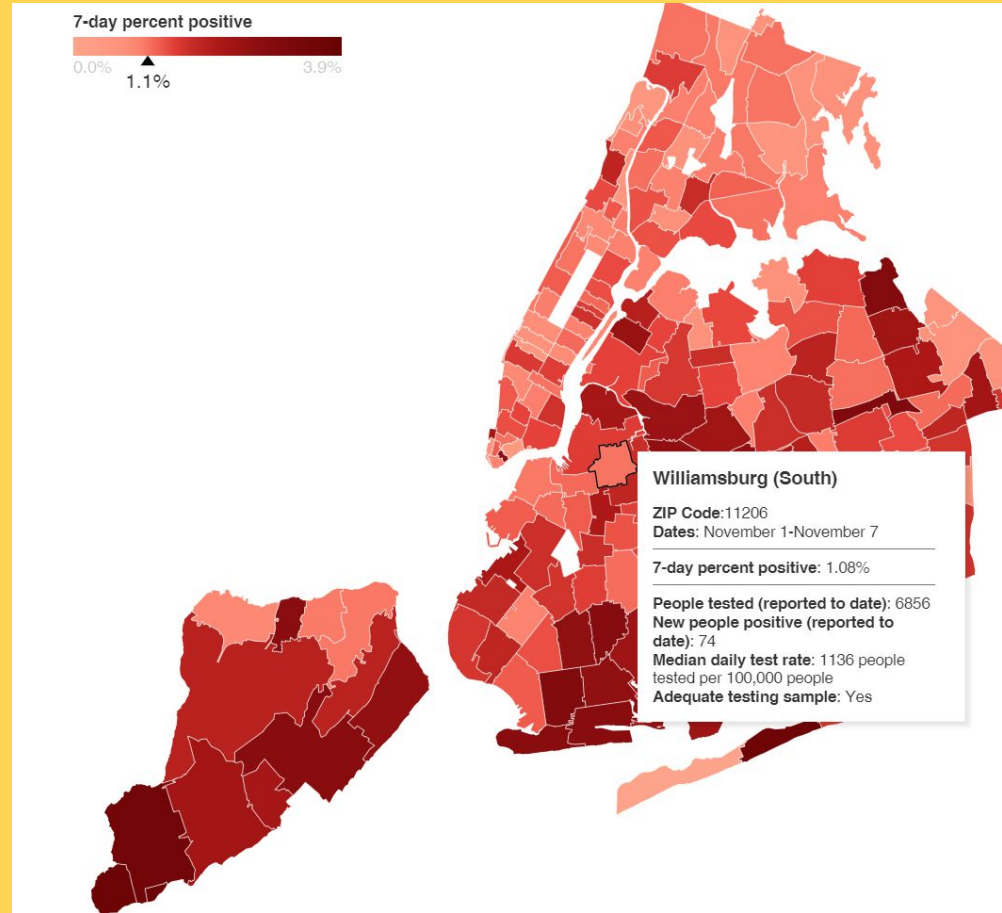 7-day percent positive
0.0%
3.9%
1.1%
Williamsburg (South)
ZIP Code:11206
Dates: November 1-November 7
7-day percent positive: 1.08%
People tested (reported to date): 6856
New people positive (reported to
date): 74
Median daily test rate: 1136 people
tested per 100,000 people
Adequate testing sample: Yes